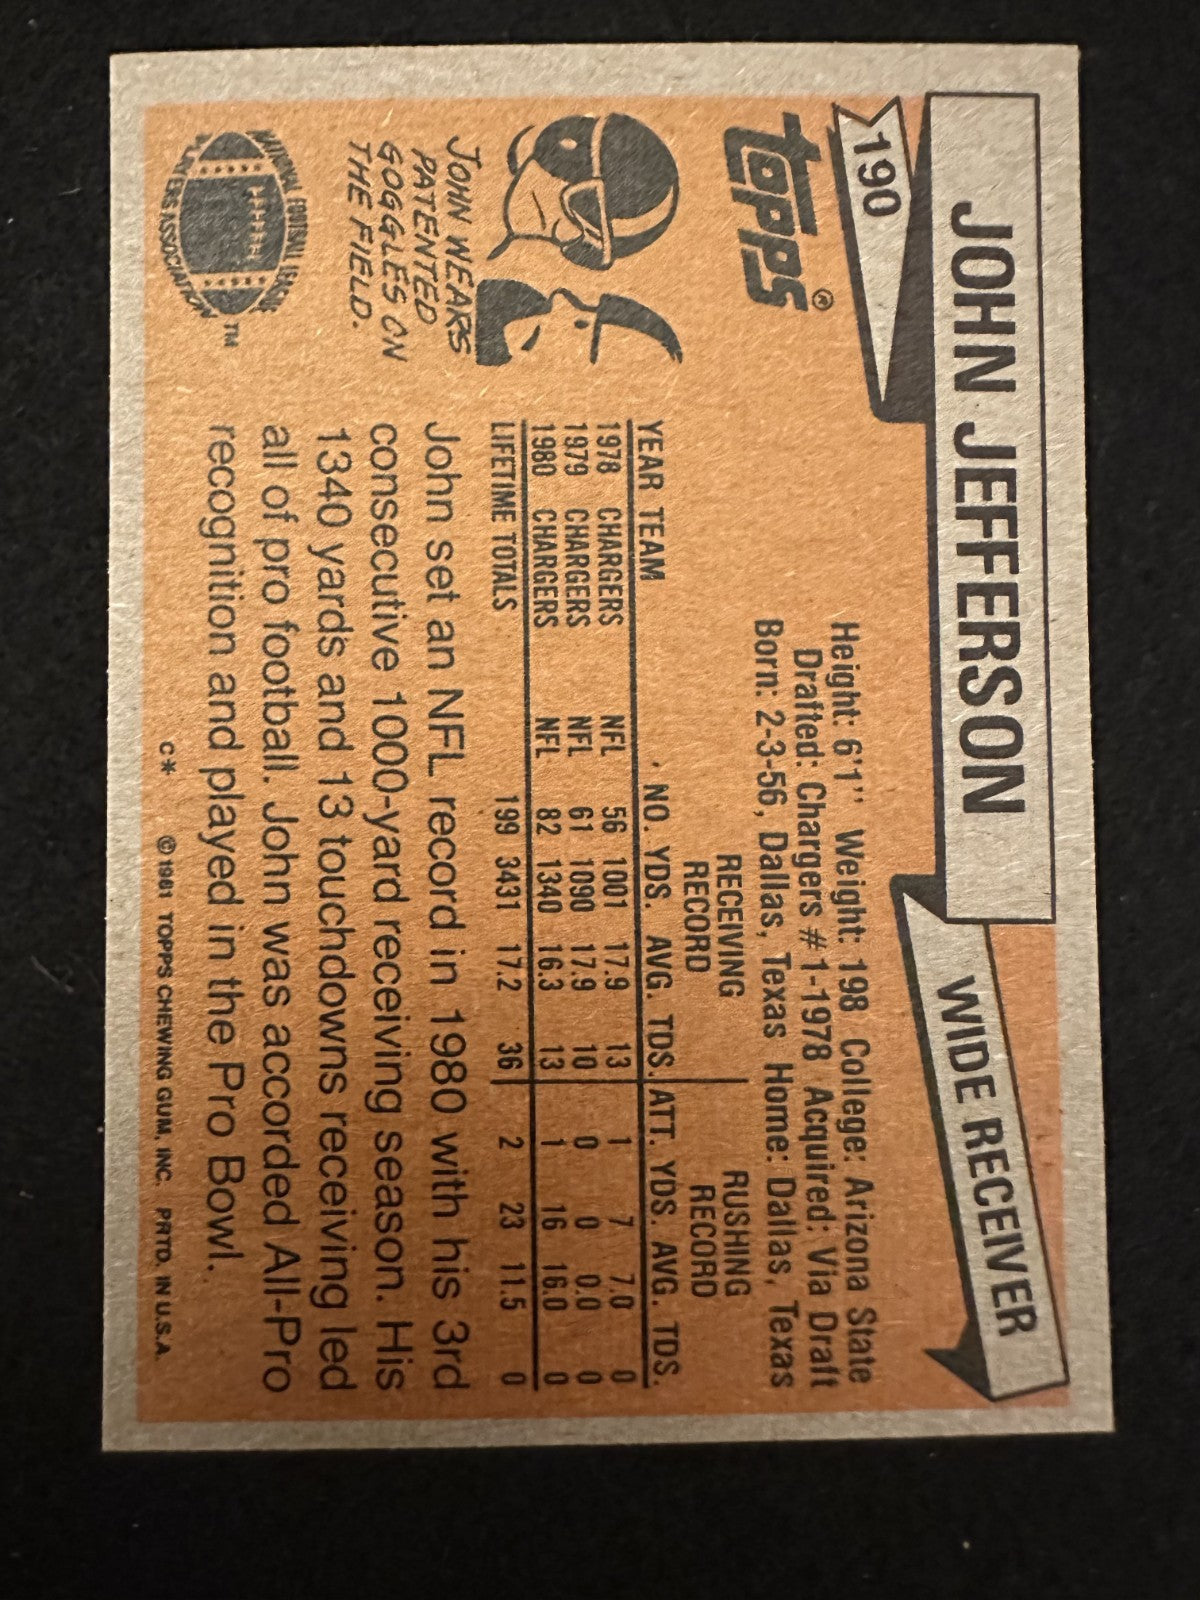 190
JOHN JEFFERSON
WIDE RECEIVER
TOPPS®
Height: 6'1" Weight: 198 College: Arizona State
Drafted: Chargers #1-1978 Acquired: Via Draft
Born: 2-3-56, Dallas, Texas Home: Dallas, Texas
RECEIVING RECORD
RUSHING RECORD
YEAR TEAM NO. YDS. AVG. TDS. ATT. YDS. AVG. TDS.
1978 CHARGERS NFL 56 1001 17.9 13 1 7 7.0 0
1979 CHARGERS NFL 61 1090 17.9 10 0 0 0.0 0
1980 CHARGERS NFL 82 1340 16.3 13 1 16 16.0 0
LIFETIME TOTALS 199 3431 17.2 36 2 23 11.5 0
JOHN WEARS
PATENTED
GOGGLES ON
THE FIELD.
NATIONAL FOOTBALL LEAGUE
PLAYERS ASSOCIATION
TM
John set an NFL record in 1980 with his 3rd
consecutive 1000-yard receiving season. His
1340 yards and 13 touchdowns receiving led
all of pro football. John was accorded All-Pro
recognition and played in the Pro Bowl.
C* © 1981 TOPPS CHEWING GUM, INC. PRTD. IN U.S.A.